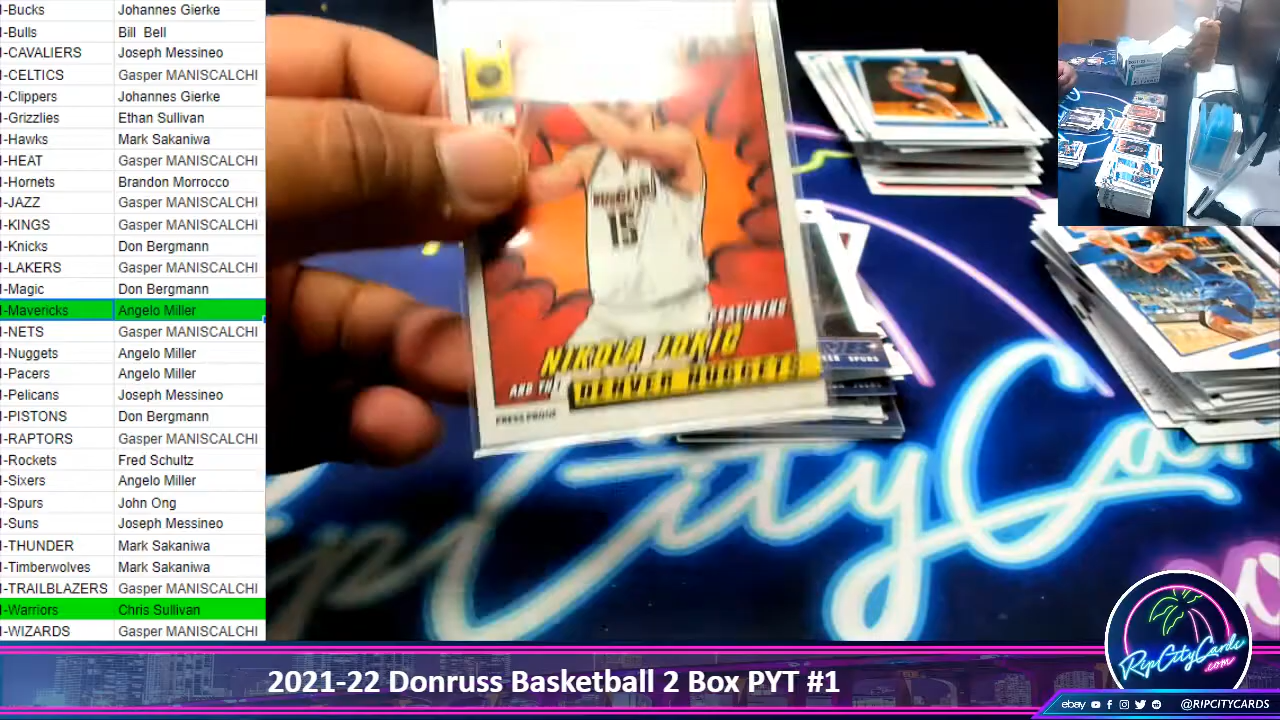 I-Bucks Johannes Gierke
I-Bulls Bill Bell
I-CAVALIERS Joseph Messineo
I-CELTICS Gasper MANISCALCHI
I-Clippers Johannes Gierke
I-Grizzlies Ethan Sullivan
I-Hawks Mark Sakaniwa
I-HEAT Gasper MANISCALCHI
I-Hornets Brandon Morrocco
I-JAZZ Gasper MANISCALCHI
I-KINGS Gasper MANISCALCHI
I-Knicks Don Bergmann
I-LAKERS Gasper MANISCALCHI
I-Magic Don Bergmann
I-Mavericks Angelo Miller
I-NETS Gasper MANISCALCHI
I-Nuggets Angelo Miller
I-Pacers Angelo Miller
I-Pelicans Joseph Messineo
I-PISTONS Don Bergmann
I-RAPTORS Gasper MANISCALCHI
I-Rockets Fred Schultz
I-Sixers Angelo Miller
I-Spurs John Ong
I-Suns Joseph Messineo
I-THUNDER Mark Sakaniwa
I-Timberwolves Mark Sakaniwa
I-TRAILBLAZERS Gasper MANISCALCHI
I-Warriors Chris Sullivan
I-WIZARDS Gasper MANISCALCHI
15
FEATURING
NIKOLA JOKIC
AND THE DENVER NUGGETS
PRESS PROOF
SPURS
ipCityCa
RipCityCards
.com
2021-22 Donruss Basketball 2 Box PYT #1
ebay @RIPCITYCARDS